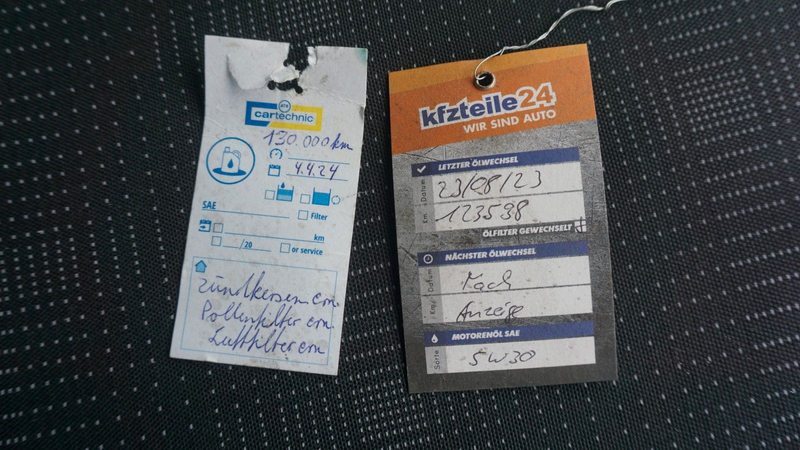 ATR
cartechnic
130.000 km
4.4.24
SAE
Filter
km
/20
or service
Zündkerzen ern.
Pollenfilter ern.
Luftfilter ern
kfzteile24
WIR SIND AUTO
LETZTER ÖLWECHSEL
Datum 23/08/23
Km 123598
ÖLFILTER GEWECHSELT
NÄCHSTER ÖLWECHSEL
Datum Nach
Km Anzeige
MOTORENÖL SAE
Sorte 5W30